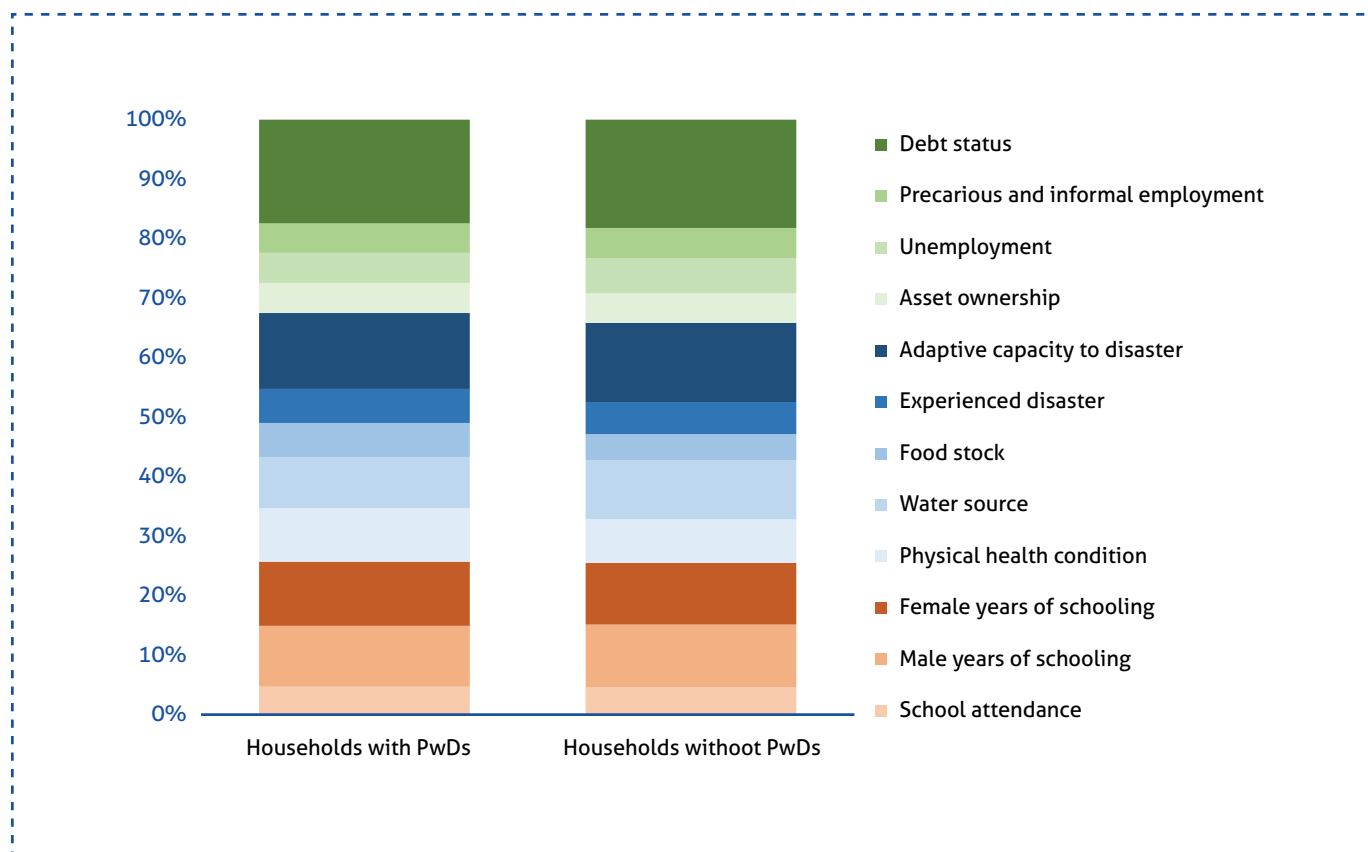 100%
90%
80%
70%
60%
50%
40%
30%
20%
10%
0%
Households with PwDs
Households withoot PwDs
Debt status
Precarious and informal employment
Unemployment
Asset ownership
Adaptive capacity to disaster
Experienced disaster
Food stock
Water source
Physical health condition
Female years of schooling
Male years of schooling
School attendance